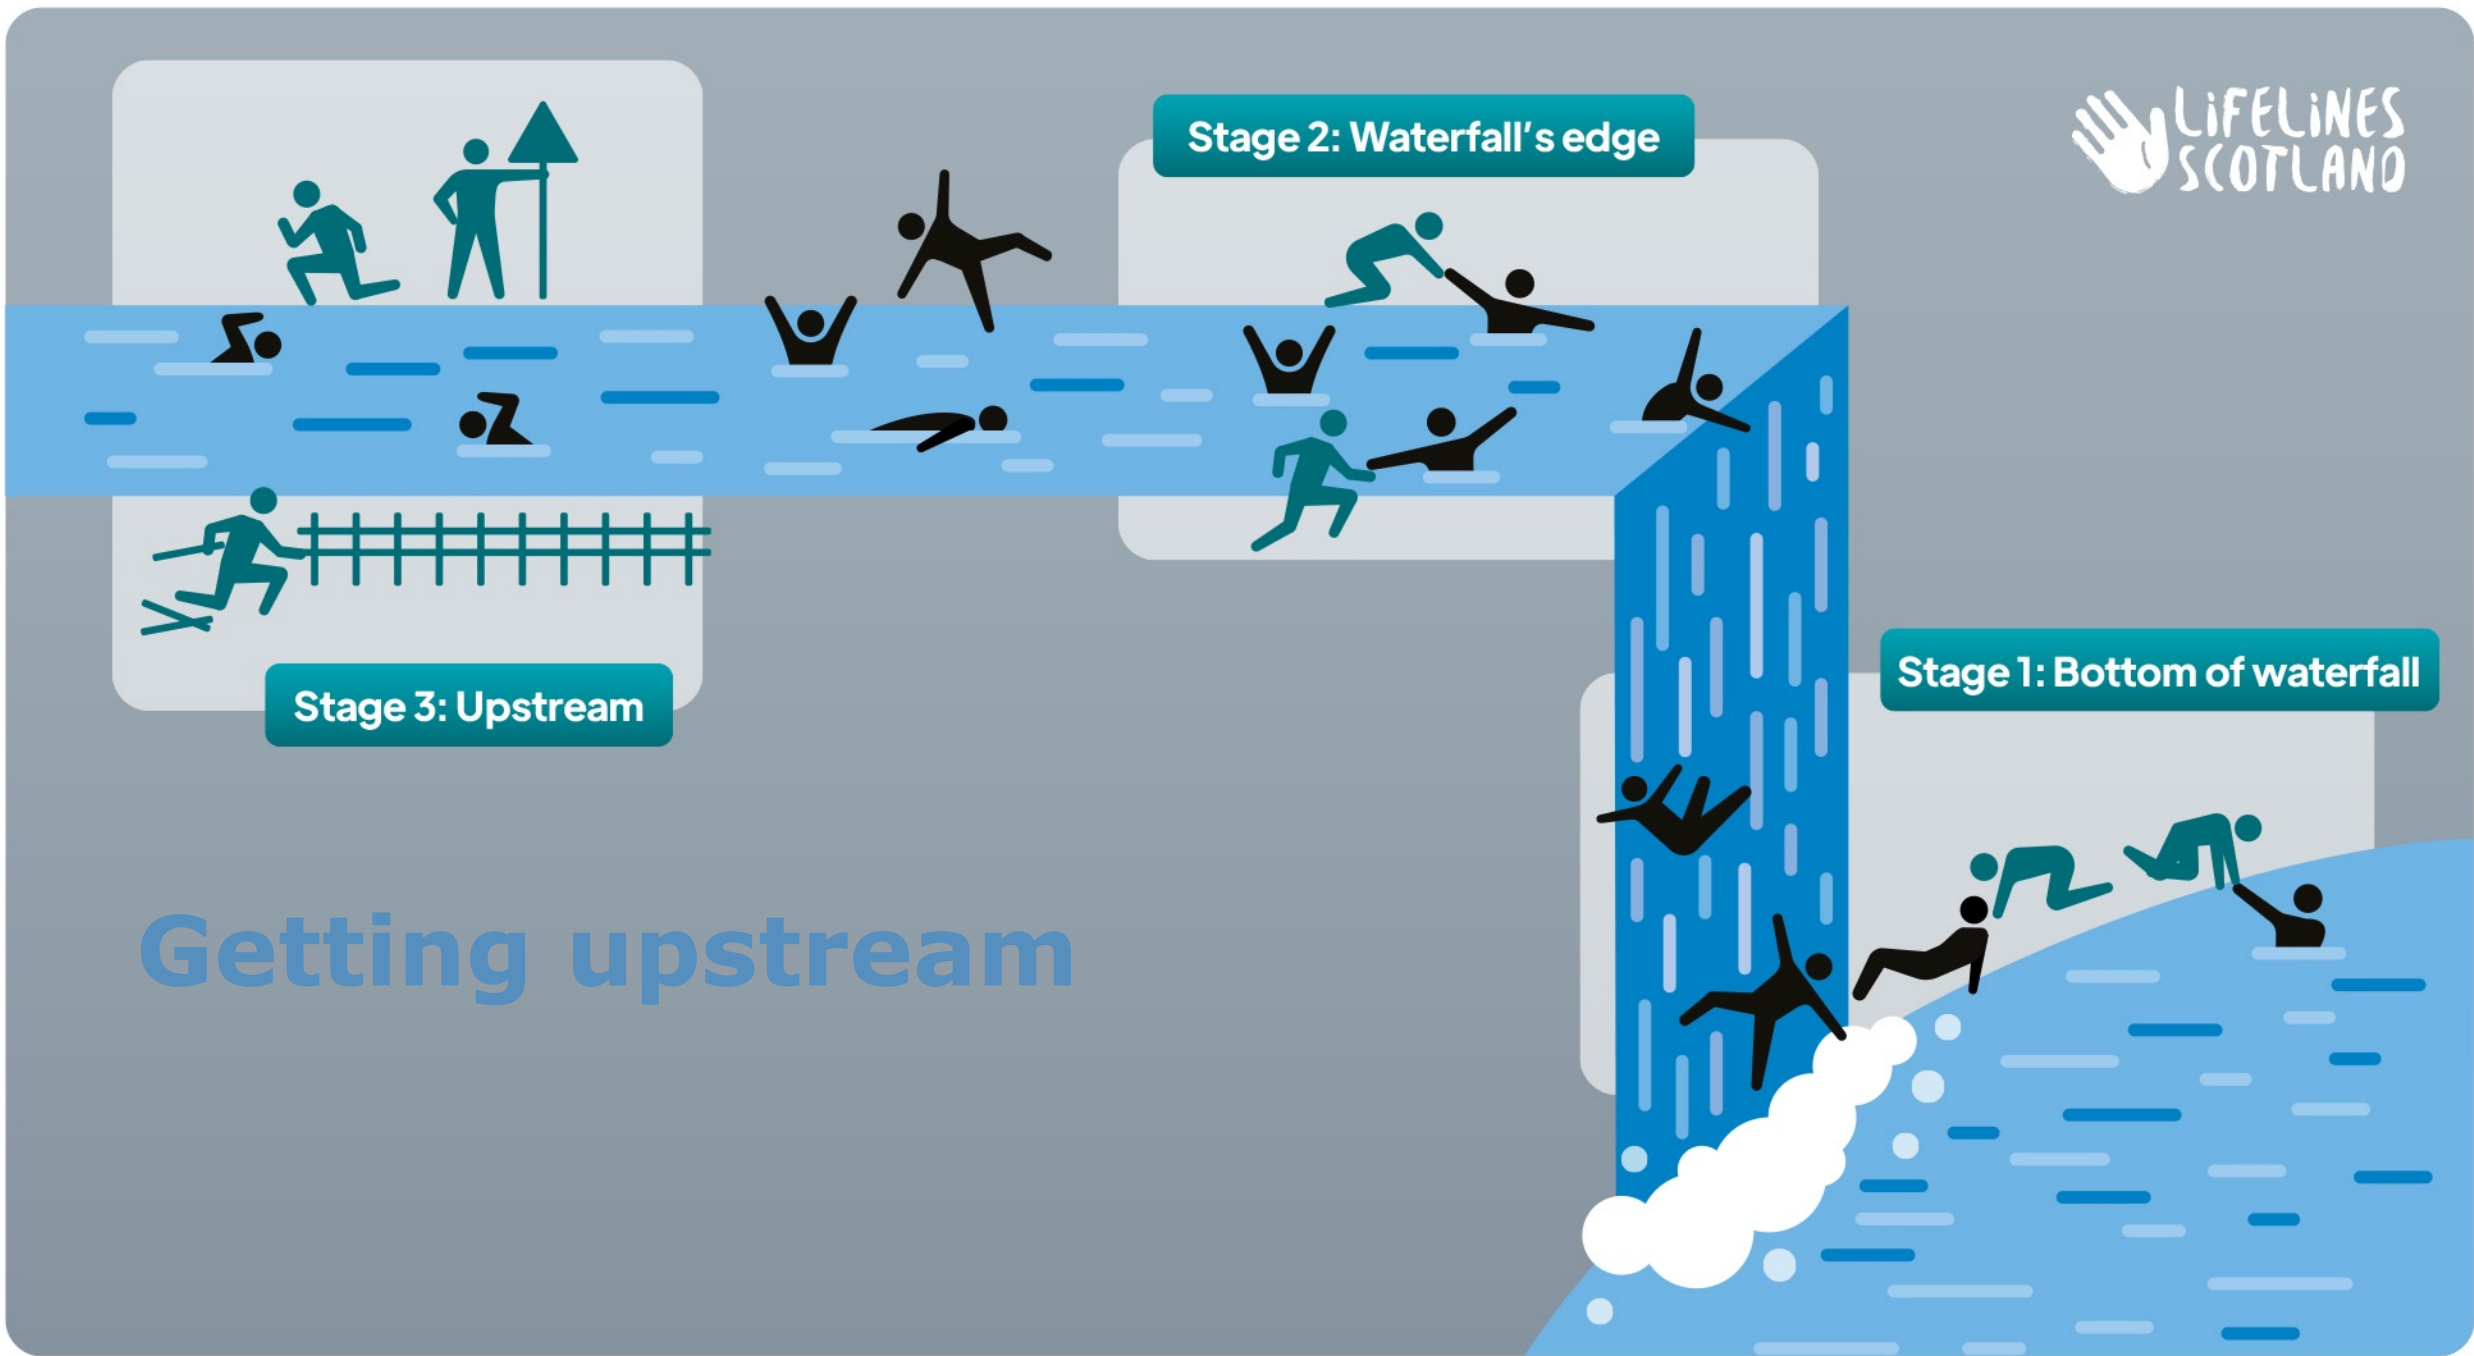 Stage 2: Waterfall's edge
LiFELiNES
SCOTLAND
Stage 3: Upstream
Stage 1: Bottom of waterfall
Getting upstream